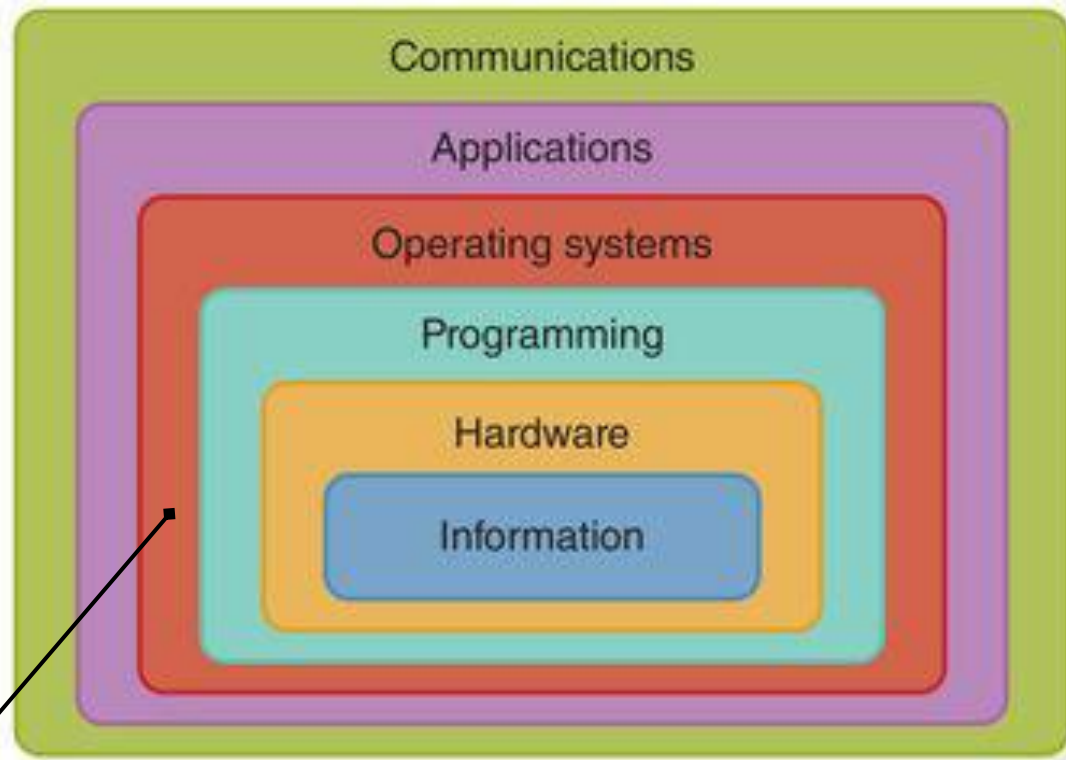 Communications
Applications
Operating systems
Programming
Hardware
Information